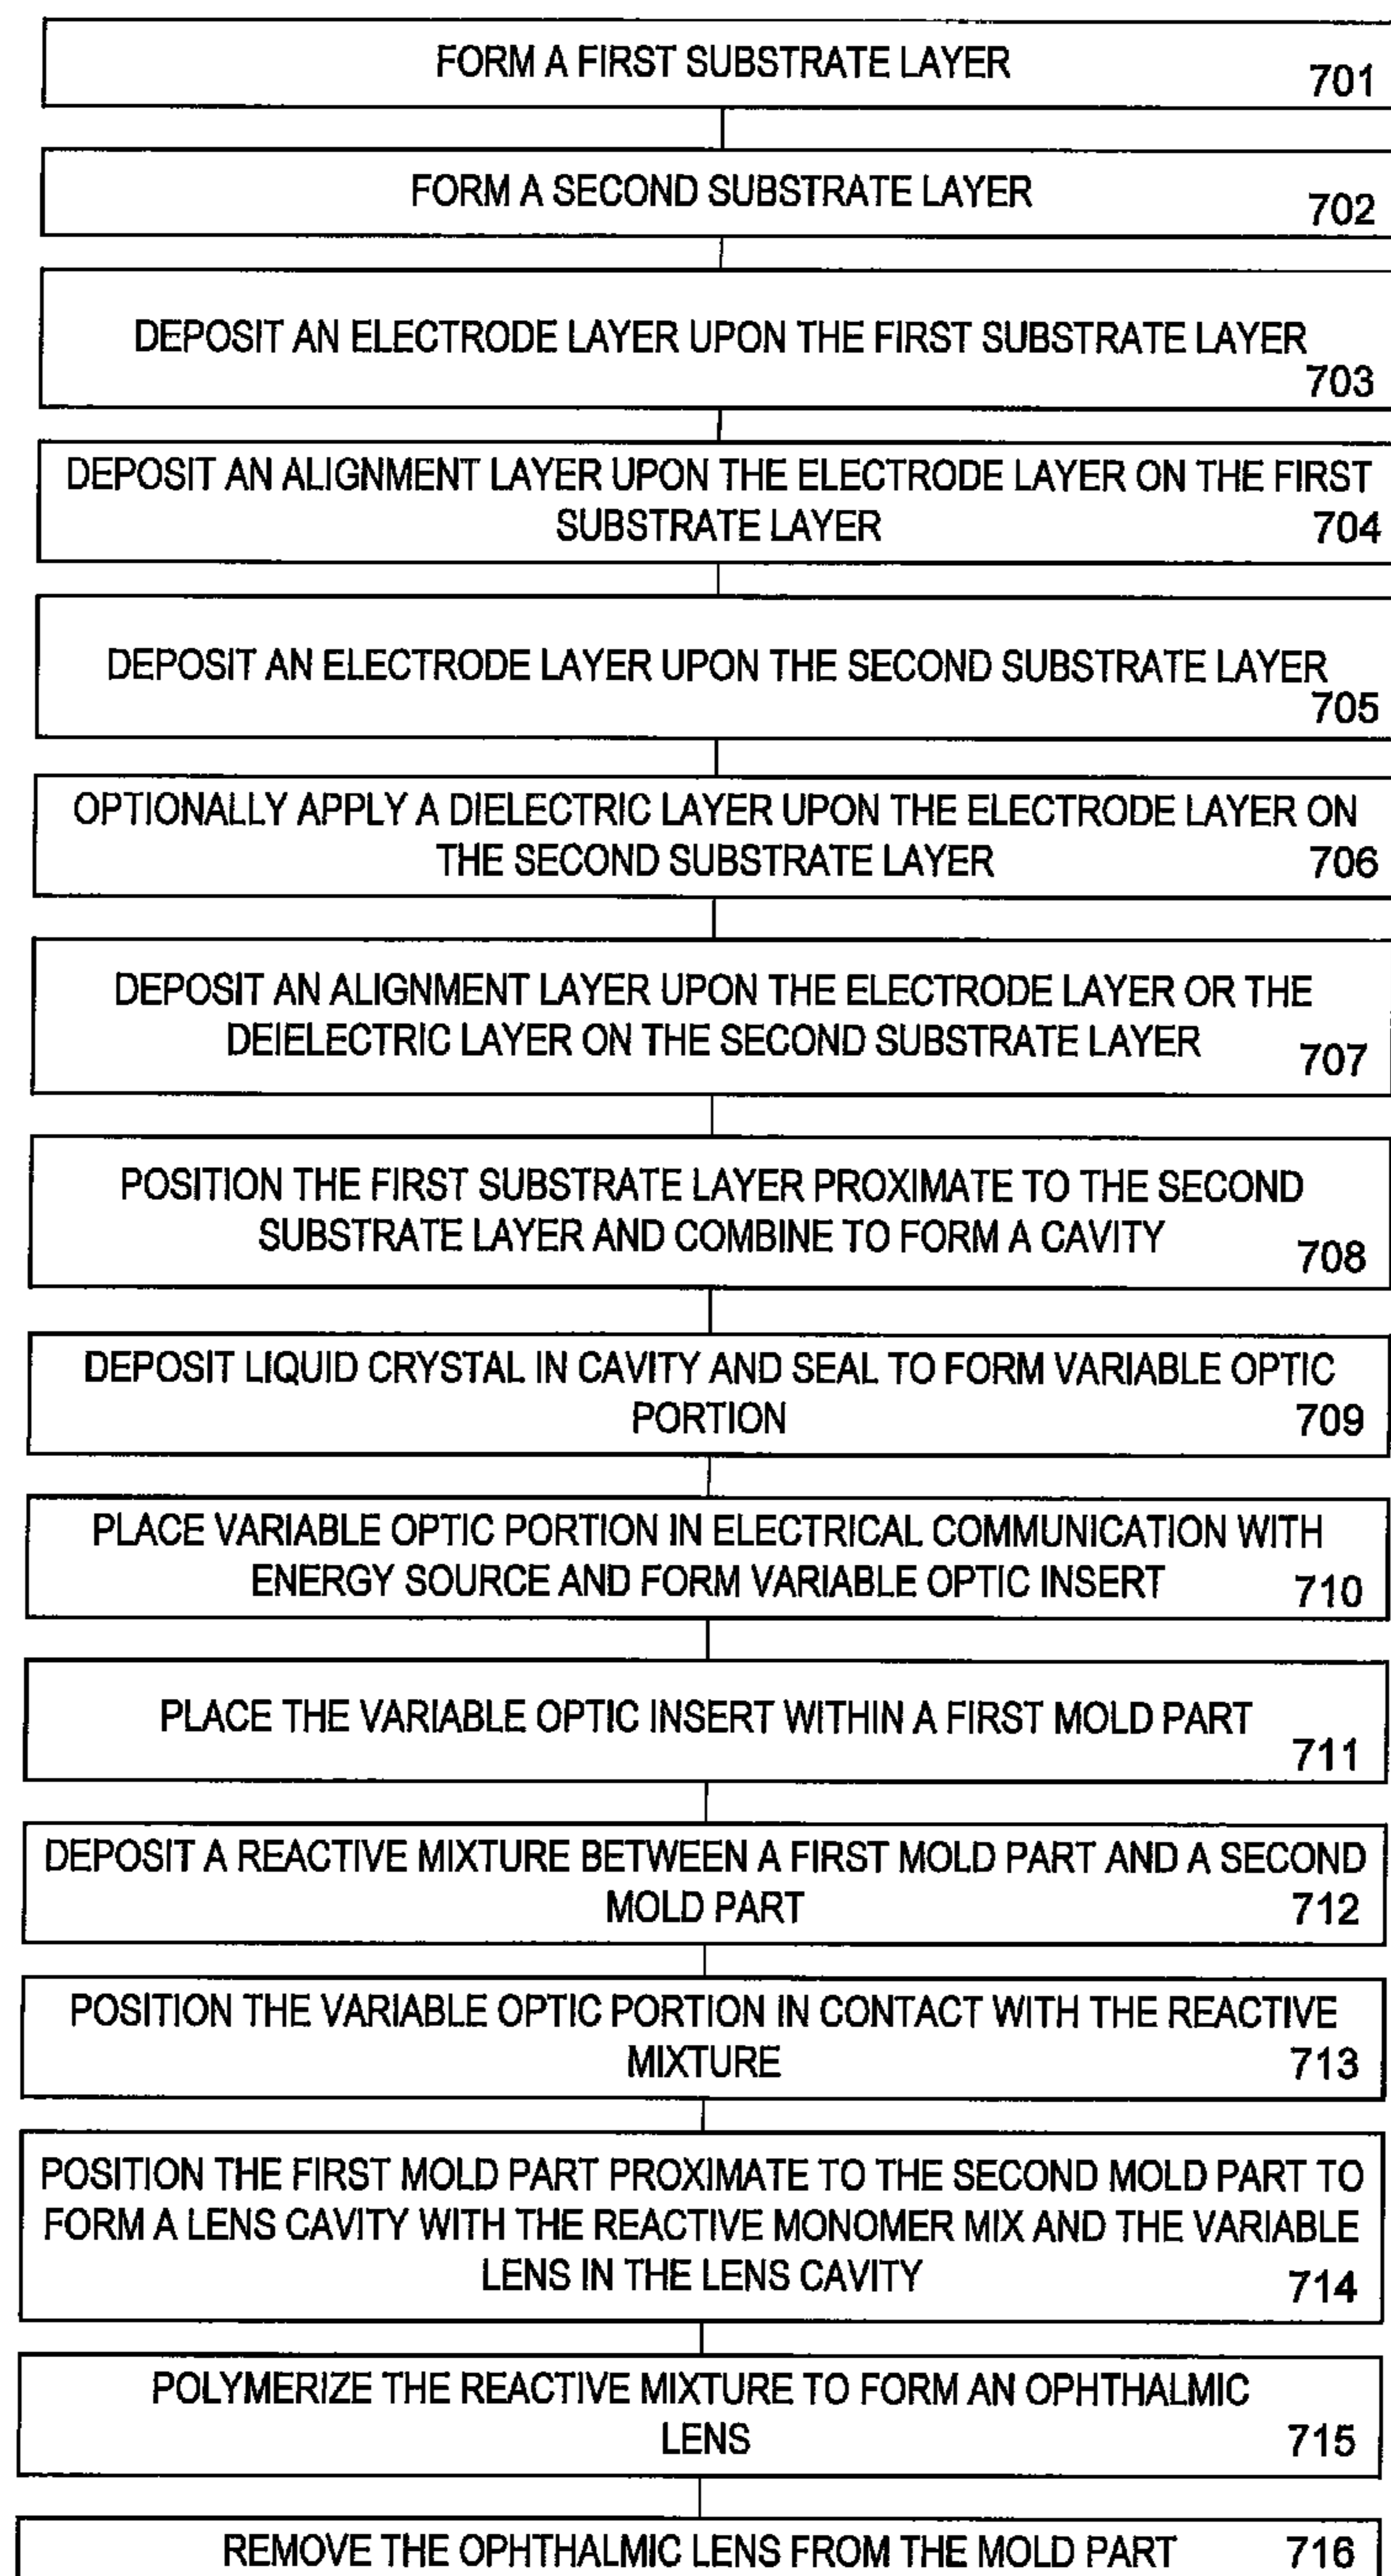 FORM A FIRST SUBSTRATE LAYER
701
FORM A SECOND SUBSTRATE LAYER
702
DEPOSIT AN ELECTRODE LAYER UPON THE FIRST SUBSTRATE LAYER
703
DEPOSIT AN ALIGNMENT LAYER UPON THE ELECTRODE LAYER ON THE FIRST
SUBSTRATE LAYER 704
DEPOSIT AN ELECTRODE LAYER UPON THE SECOND SUBSTRATE LAYER
705
OPTIONALLY APPLY A DIELECTRIC LAYER UPON THE ELECTRODE LAYER ON
THE SECOND SUBSTRATE LAYER 706
DEPOSIT AN ALIGNMENT LAYER UPON THE ELECTRODE LAYER OR THE
DEIELECTRIC LAYER ON THE SECOND SUBSTRATE LAYER 707
POSITION THE FIRST SUBSTRATE LAYER PROXIMATE TO THE SECOND
SUBSTRATE LAYER AND COMBINE TO FORM A CAVITY 708
DEPOSIT LIQUID CRYSTAL IN CAVITY AND SEAL TO FORM VARIABLE OPTIC
PORTION 709
PLACE VARIABLE OPTIC PORTION IN ELECTRICAL COMMUNICATION WITH
ENERGY SOURCE AND FORM VARIABLE OPTIC INSERT 710
PLACE THE VARIABLE OPTIC INSERT WITHIN A FIRST MOLD PART
711
DEPOSIT A REACTIVE MIXTURE BETWEEN A FIRST MOLD PART AND A SECOND
MOLD PART 712
POSITION THE VARIABLE OPTIC PORTION IN CONTACT WITH THE REACTIVE
MIXTURE 713
POSITION THE FIRST MOLD PART PROXIMATE TO THE SECOND MOLD PART TO
FORM A LENS CAVITY WITH THE REACTIVE MONOMER MIX AND THE VARIABLE
LENS IN THE LENS CAVITY 714
POLYMERIZE THE REACTIVE MIXTURE TO FORM AN OPHTHALMIC
LENS 715
REMOVE THE OPHTHALMIC LENS FROM THE MOLD PART 716